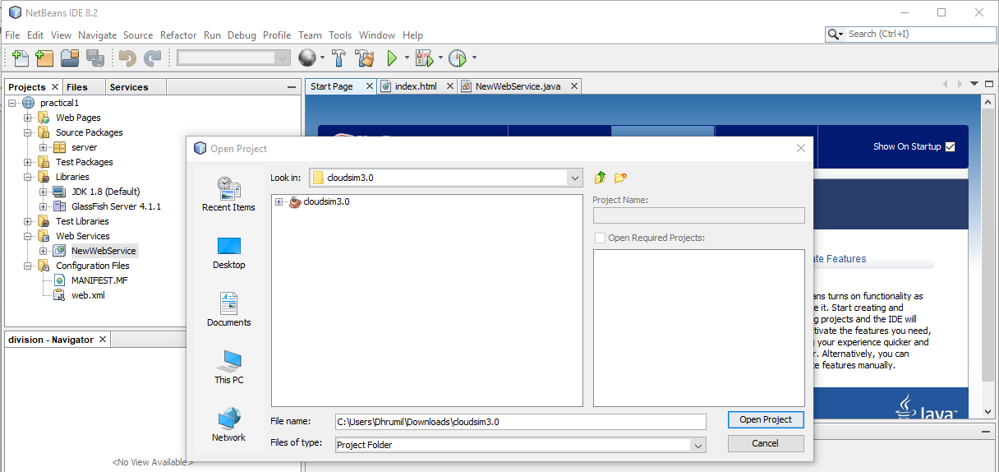 NetBeans IDE 8.2
File Edit View Navigate Source Refactor Run Debug Profile Team Tools Window Help
Search (Ctrl+I)
Projects Files Services
practical1
Web Pages
Source Packages
server
Test Packages
Libraries
JDK 1.8 (Default)
GlassFish Server 4.1.1
Test Libraries
Web Services
NewWebService
Configuration Files
MANIFEST.MF
web.xml
division - Navigator
<No View Available>
Start Page index.html NewWebService.java
Show On Startup
Open Project
Look in: cloudsim3.0
Recent Items
Desktop
Documents
This PC
Network
cloudsim3.0
Project Name:
Open Required Projects:
File name: C:\Users\Dhrumil\Downloads\cloudsim3.0
Files of type: Project Folder
Open Project
Cancel
ate Features
ans turns on functionality as
e it. Start creating and
g projects and the IDE will
tivate the features you need,
your experience quicker and
r. Alternatively, you can
e features manually.
Java